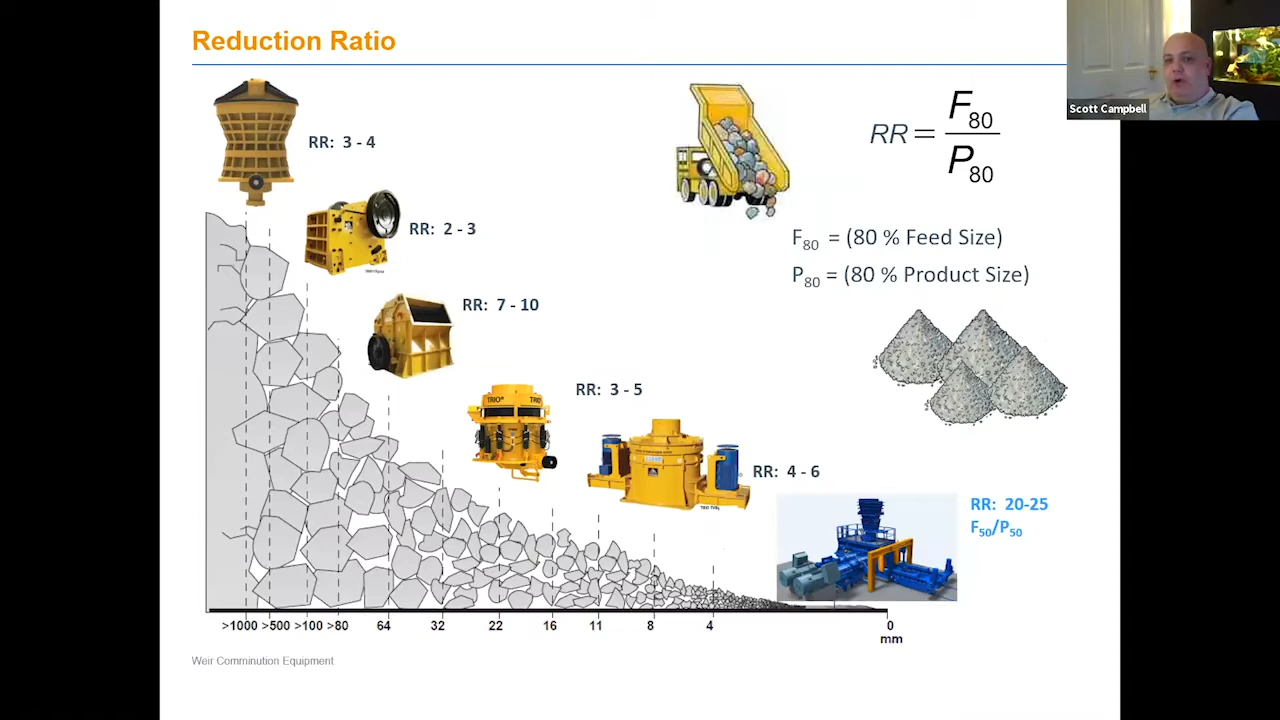 Reduction Ratio
Scott Campbell
RR: 3 - 4
RR = F80 / P80
RR: 2 - 3
F80 = (80 % Feed Size)
P80 = (80 % Product Size)
RR: 7 - 10
RR: 3 - 5
TRIO
RR: 4 - 6
RR: 20-25
F50/P50
>1000 >500 >100 >80 64 32 22 16 11 8 4 0
mm
Weir Comminution Equipment